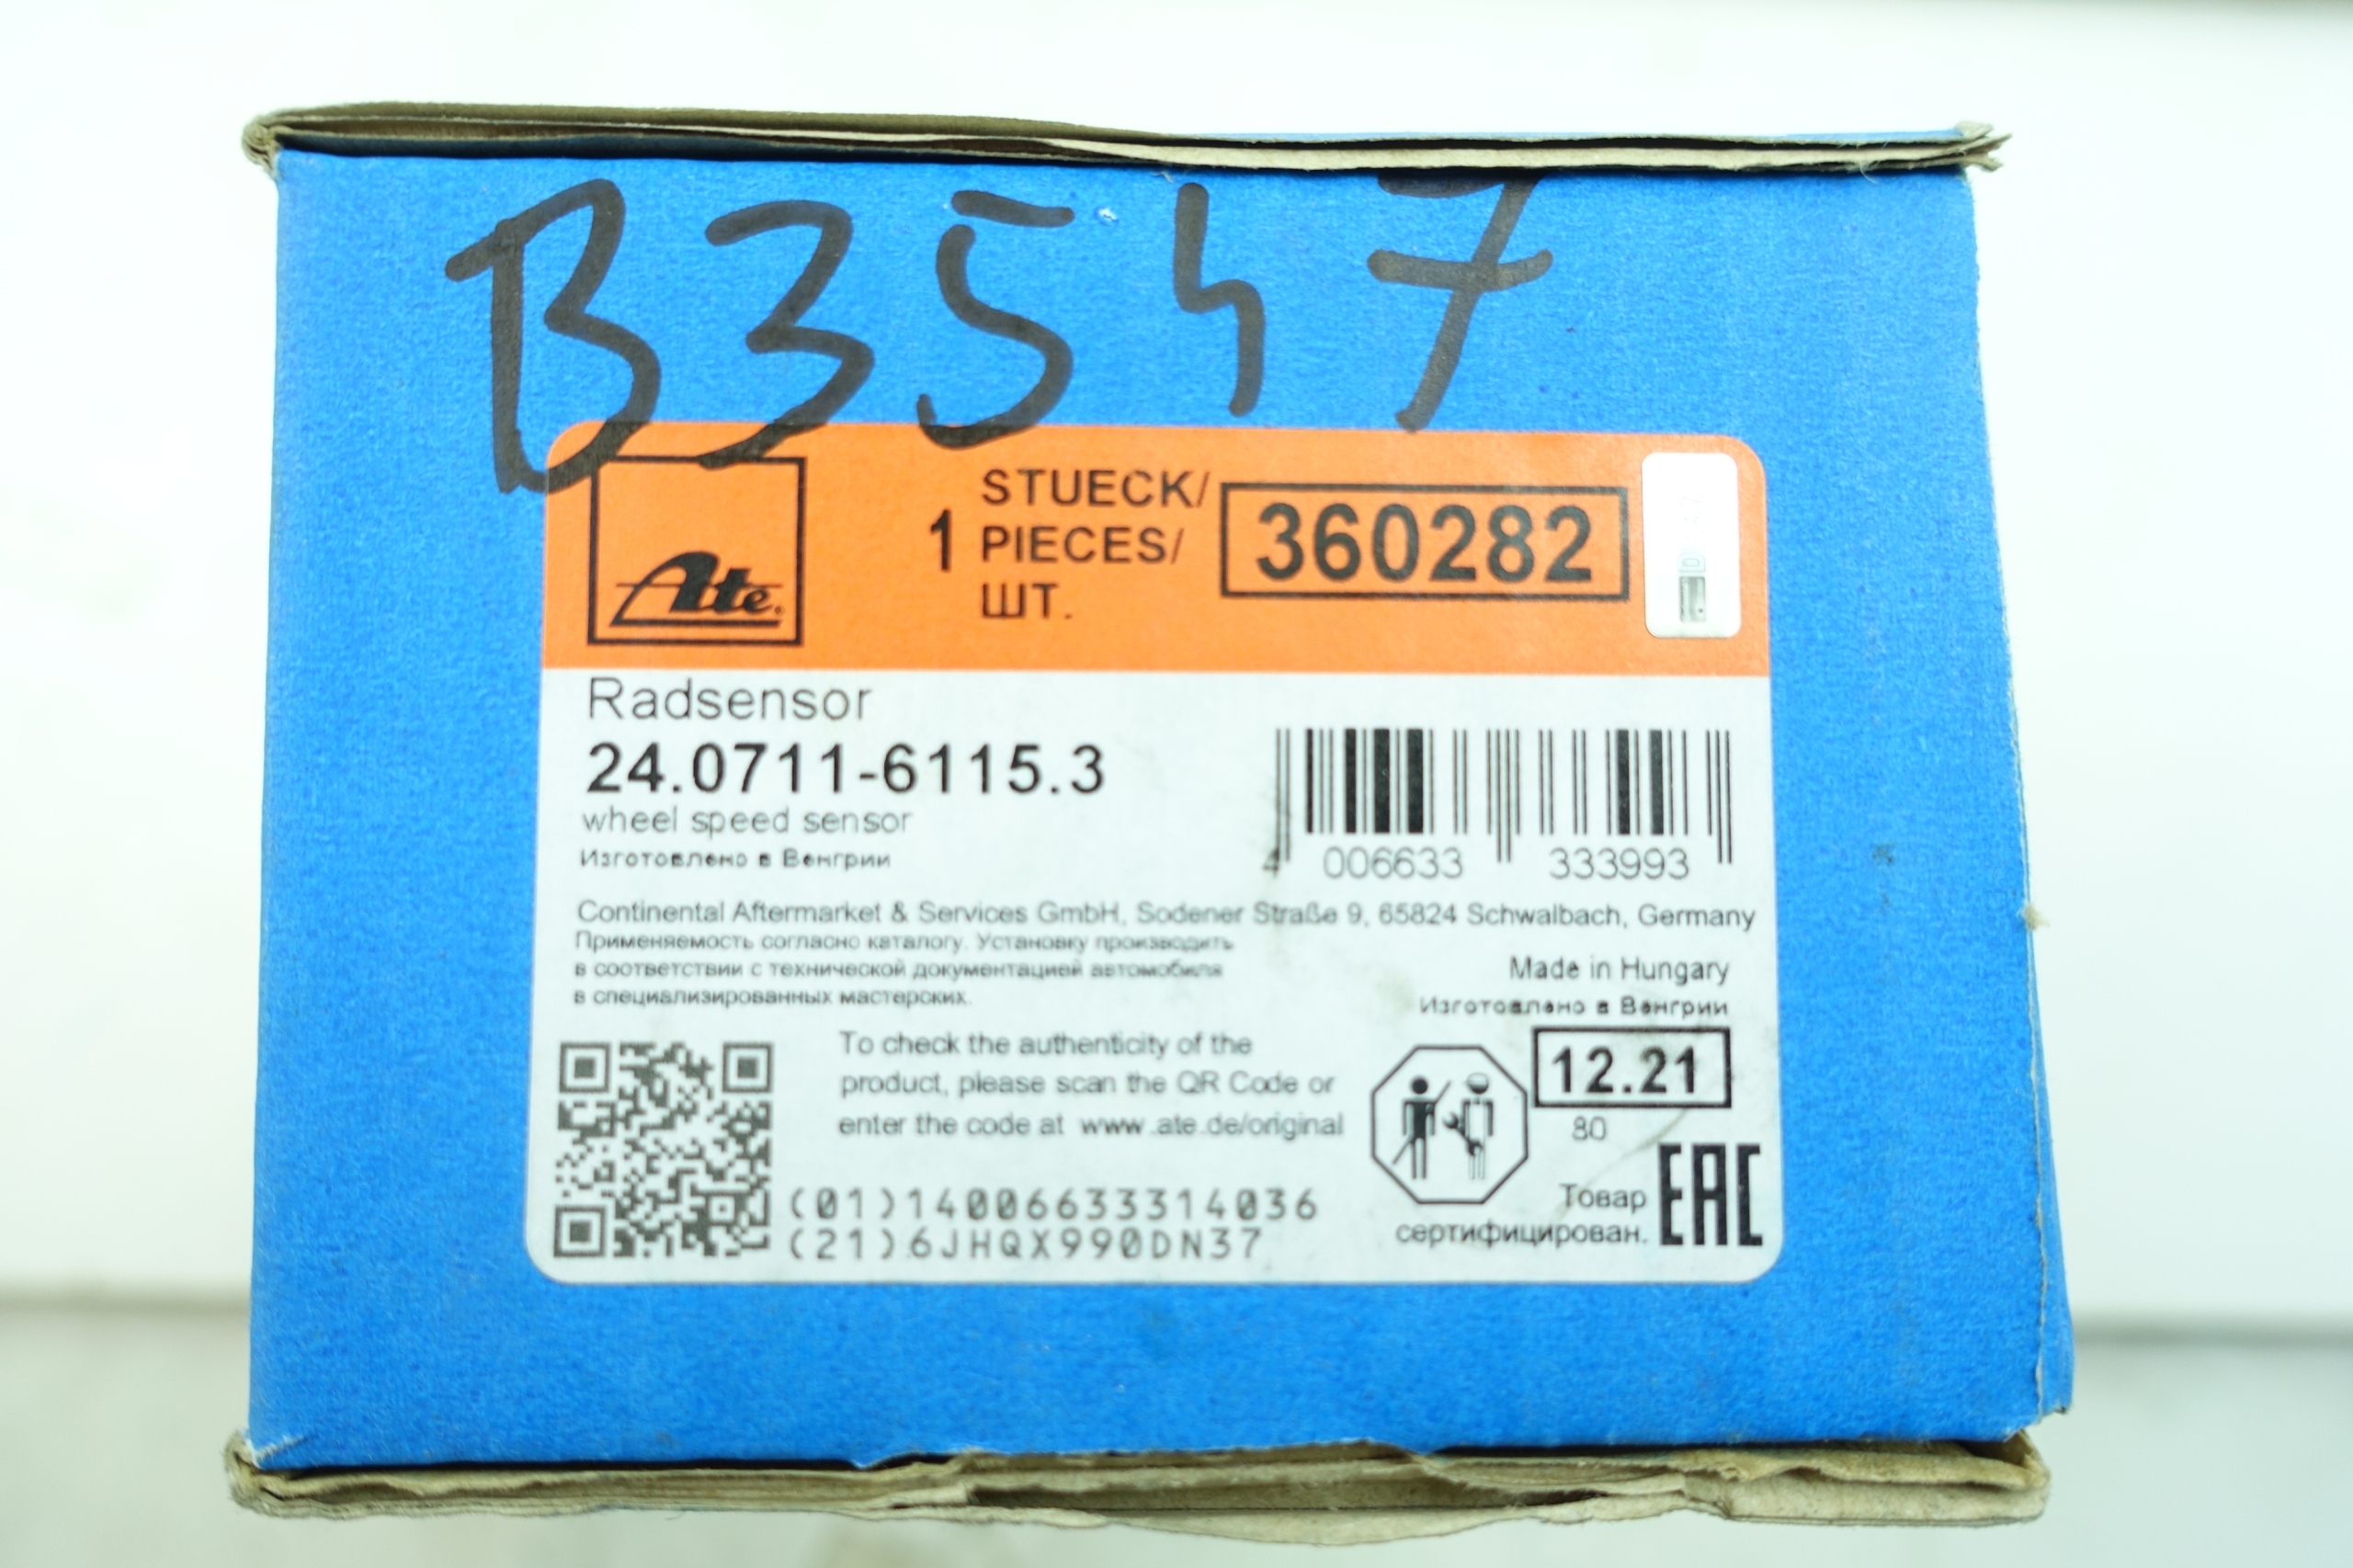 B3547
Ate
1 STUECK/
PIECES/
ШТ.
360282
Radsensor
24.0711-6115.3
wheel speed sensor
Изготовлено в Венгрии
4 006633 333993
Continental Aftermarket & Services GmbH, Sodener Straße 9, 65824 Schwalbach, Germany
Применяемость согласно каталогу. Установку производить
в соответствии с технической документацией автомобиля
в специализированных мастерских.
Made in Hungary
Изготовлено в Венгрии
To check the authenticity of the
product, please scan the QR Code or
enter the code at www.ate.de/original
12.21
80
(01)14006633314036
(21)6JHQX990DN37
Товар
сертифицирован.
EAC